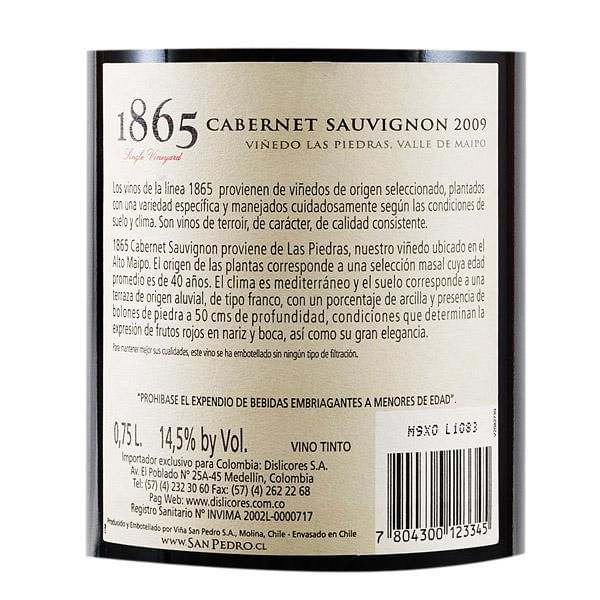 1865 CABERNET SAUVIGNON 2009
Single Vineyard
VIÑEDO LAS PIEDRAS, VALLE DE MAIPO
Los vinos de la línea 1865 provienen de viñedos de origen seleccionado, plantados
con una variedad específica y manejados cuidadosamente según las condiciones de
suelo y clima. Son vinos de terroir, de carácter, de calidad consistente.
1865 Cabernet Sauvignon proviene de Las Piedras, nuestro viñedo ubicado en el
Alto Maipo. El origen de las plantas corresponde a una selección masal cuya edad
promedio es de 40 años. El clima es mediterráneo y el suelo corresponde a una
terraza de origen aluvial, de tipo franco, con un porcentaje de arcilla y presencia de
bolones de piedra a 50 cms de profundidad, condiciones que determinan la
expresión de frutos rojos en nariz y boca, así como su gran elegancia.
Para mantener mejor sus cualidades, este vino se ha embotellado sin ningún tipo de filtración.
"PROHIBASE EL EXPENDIO DE BEBIDAS EMBRIAGANTES A MENORES DE EDAD".
0,75 L. 14,5% by Vol. VINO TINTO
Importador exclusivo para Colombia: Dislicores S.A.
Av. El Poblado N° 25A-45 Medellín, Colombia
Tel: (57) (4) 232 30 60 Fax: (57) (4) 262 22 68
Pag Web: www.dislicores.com.co
Registro Sanitario N° INVIMA 2002L-0000717
Producido y Embotellado por Viña San Pedro S.A., Molina, Chile - Envasado en Chile
WWW.SANPEDRO.CL
M9X0 L1083
7 804300 123345